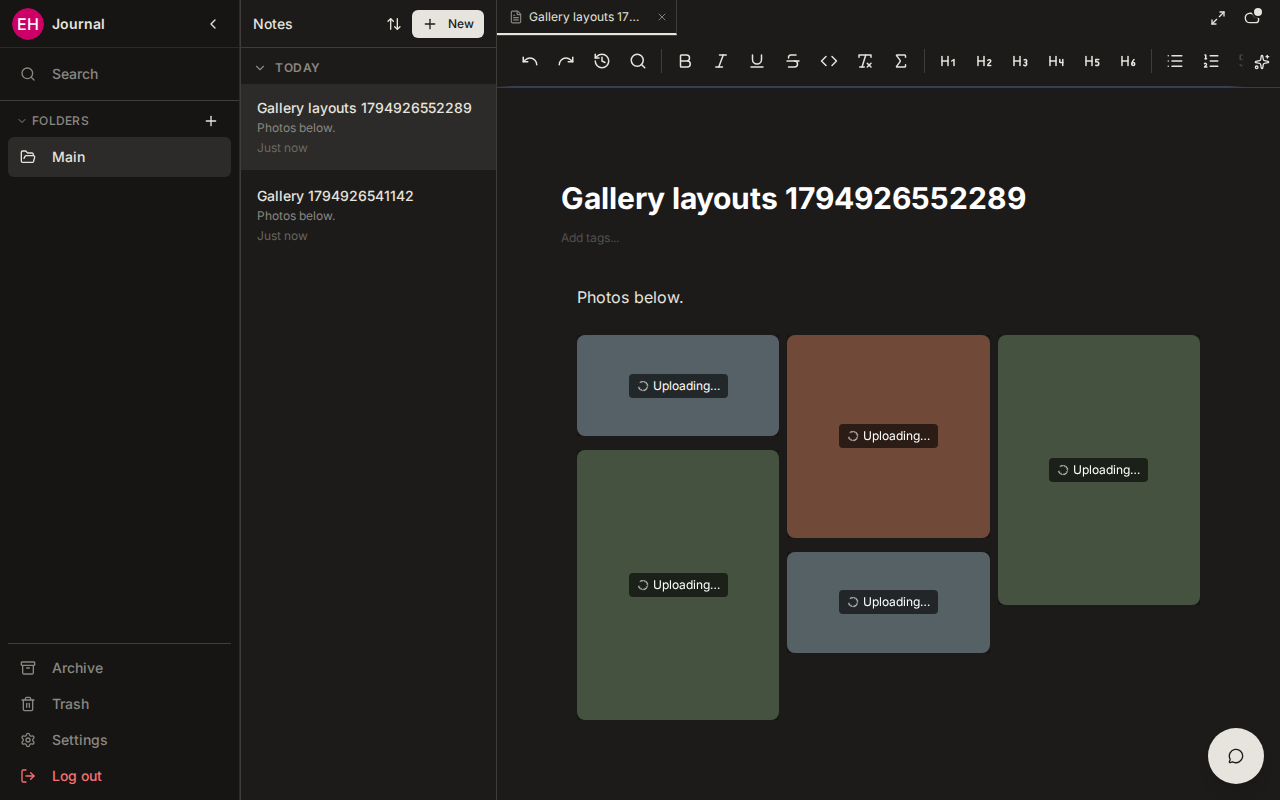 EH Journal
Search
FOLDERS
Main
Archive
Trash
Settings
Log out
Notes
New
TODAY
Gallery layouts 1794926552289
Photos below.
Just now
Gallery 1794926541142
Photos below.
Just now
Gallery layouts 17...
H1 H2 H3 H4 H5 H6
Gallery layouts 1794926552289
Add tags...
Photos below.
Uploading...
Uploading...
Uploading...
Uploading...
Uploading...